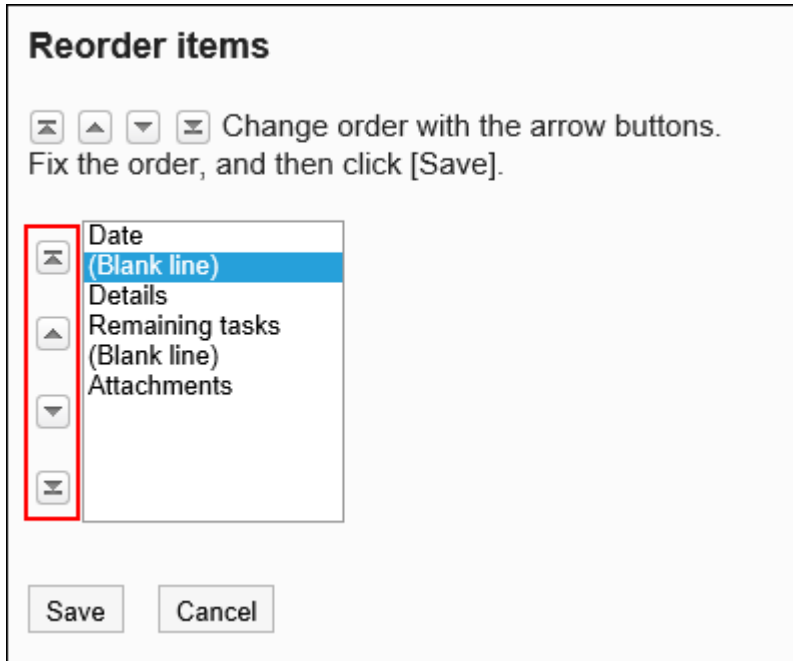 Reorder items
Change order with the arrow buttons.
Fix the order, and then click [Save].
Date
(Blank line)
Details
Remaining tasks
(Blank line)
Attachments
Save Cancel